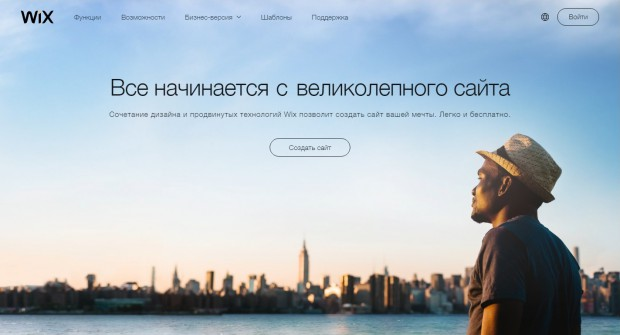 WiX
Функции
Возможности
Бизнес-версия
Шаблоны
Поддержка
Войти
Все начинается с великолепного сайта
Сочетание дизайна и продвинутых технологий Wix позволит создать сайт вашей мечты. Легко и бесплатно.
Создать сайт